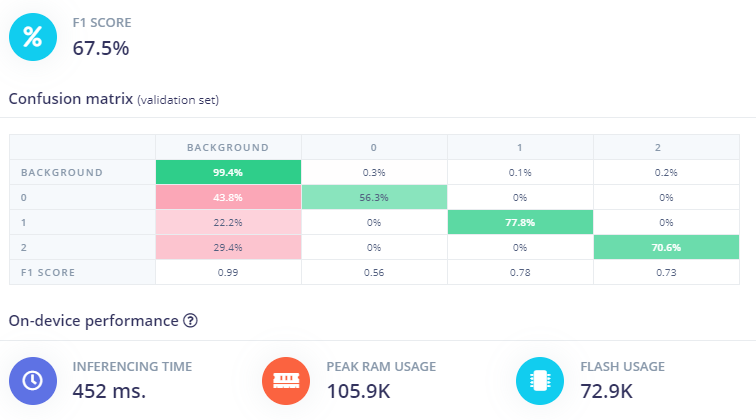 F1 SCORE
67.5%
Confusion matrix (validation set)
BACKGROUND 0 1 2
BACKGROUND 99.4% 0.3% 0.1% 0.2%
0 43.8% 56.3% 0% 0%
1 22.2% 0% 77.8% 0%
2 29.4% 0% 0% 70.6%
F1 SCORE 0.99 0.56 0.78 0.73
On-device performance ?
INFERENCING TIME PEAK RAM USAGE FLASH USAGE
452 ms. 105.9K 72.9K